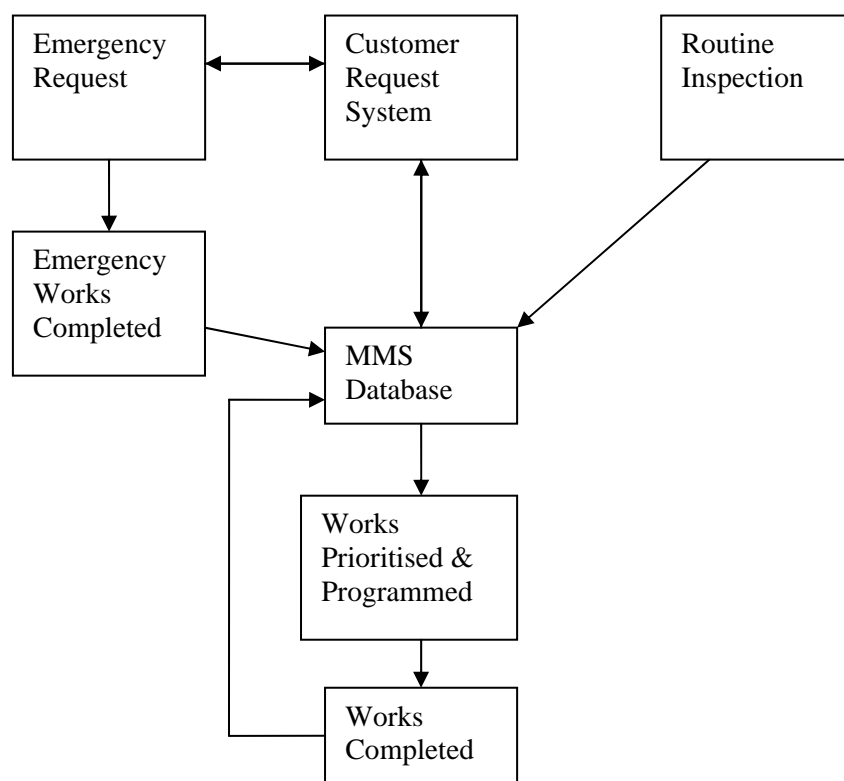 Emergency
Request
Customer
Request
System
Routine
Inspection
Emergency
Works
Completed
MMS
Database
Works
Prioritised &
Programmed
Works
Completed